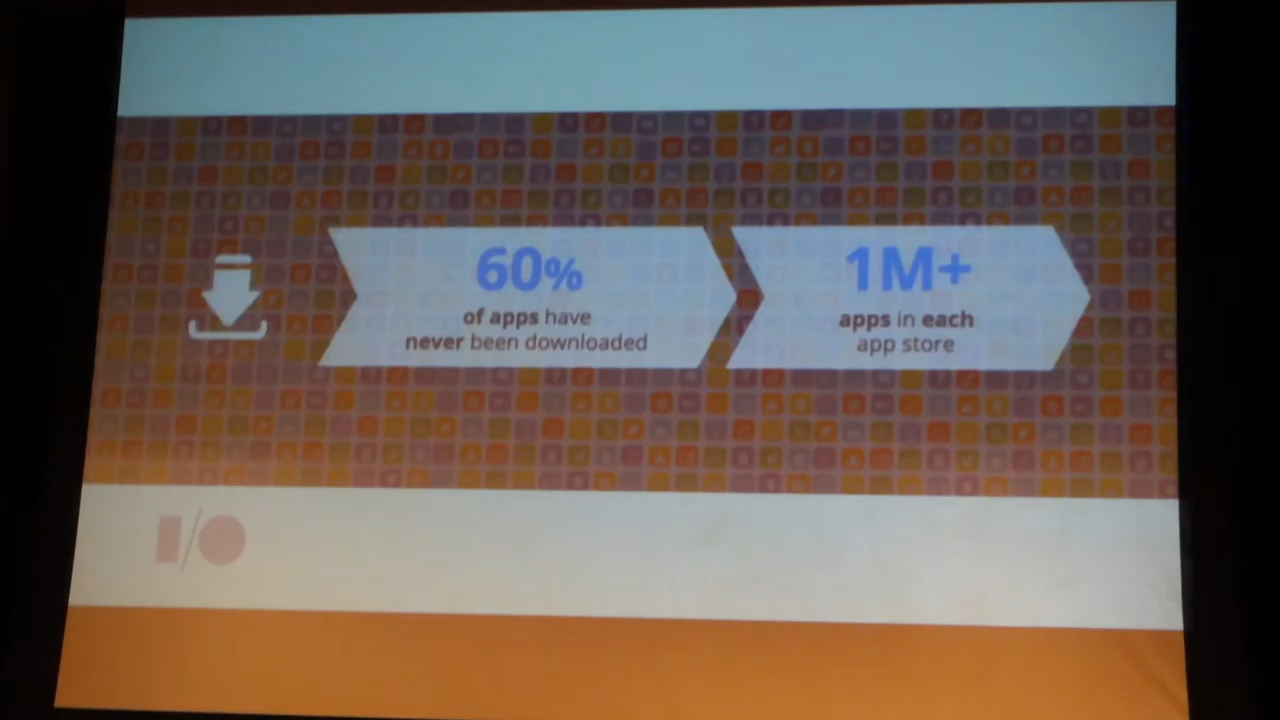 60%
of apps have
never been downloaded
1M+
apps in each
app store
I/O